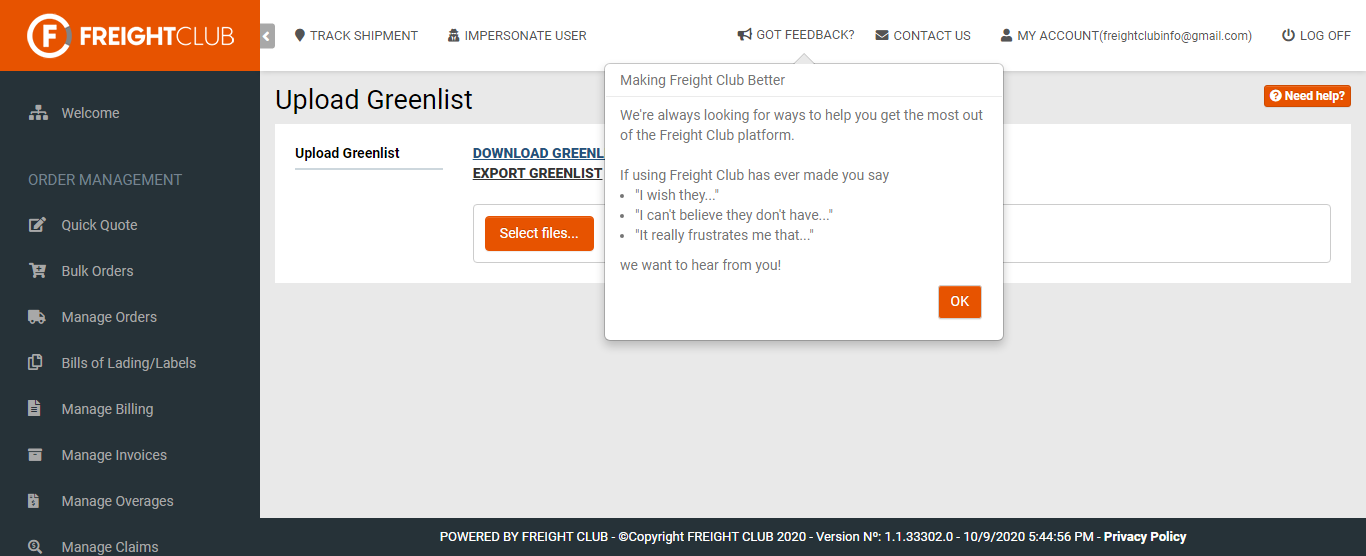 FREIGHTCLUB
TRACK SHIPMENT
IMPERSONATE USER
GOT FEEDBACK?
CONTACT US
MY ACCOUNT(freightclubinfo@gmail.com)
LOG OFF
Welcome
ORDER MANAGEMENT
Quick Quote
Bulk Orders
Manage Orders
Bills of Lading/Labels
Manage Billing
Manage Invoices
Manage Overages
Manage Claims
Upload Greenlist
Need help?
Upload Greenlist
DOWNLOAD GREENL
EXPORT GREENLIST
Select files...
Making Freight Club Better
We're always looking for ways to help you get the most out
of the Freight Club platform.
If using Freight Club has ever made you say
• "I wish they..."
• "I can't believe they don't have..."
• "It really frustrates me that..."
we want to hear from you!
OK
POWERED BY FREIGHT CLUB - ©Copyright FREIGHT CLUB 2020 - Version Nº: 1.1.33302.0 - 10/9/2020 5:44:56 PM - Privacy Policy